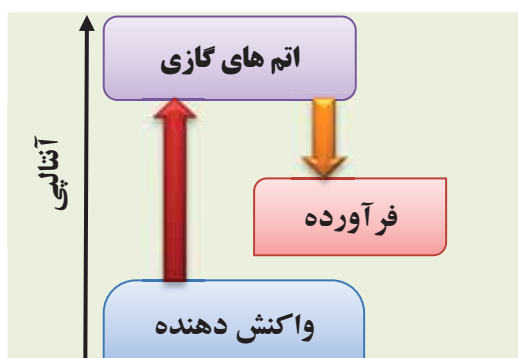 اتم های گازی
آنتالپی
فرآورده
واکنش دهنده